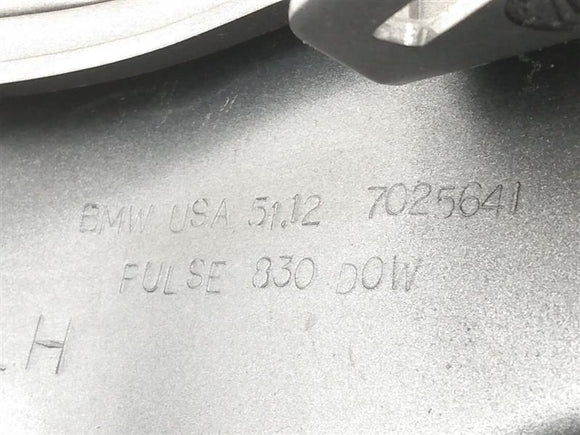 BMW USA 51.12 7025641
PULSE 830 DOW
LH